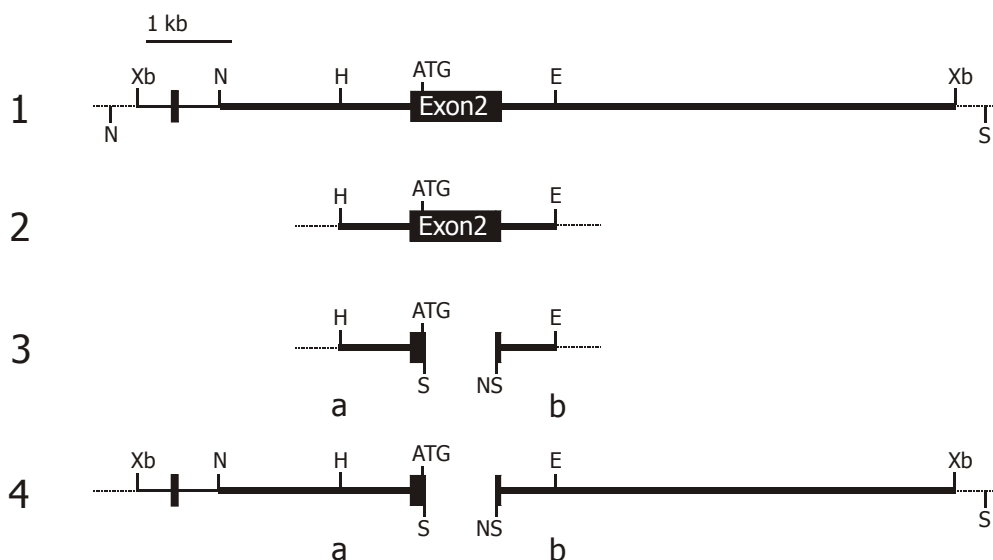 1 kb
Xb N H ATG E Xb
1 Exon2
N S
H ATG E
2 Exon2
H ATG E
3
S NS
a b
Xb N H ATG E Xb
4
S NS S
a b